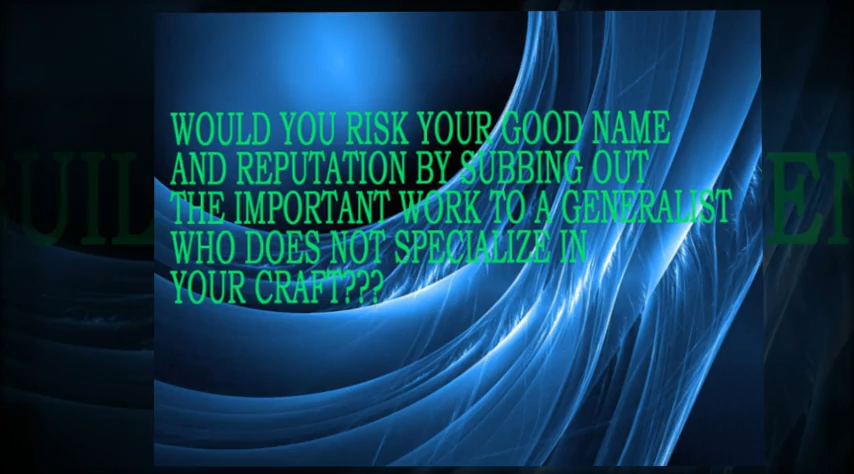 WOULD YOU RISK YOUR GOOD NAME
AND REPUTATION BY SUBBING OUT
THE IMPORTANT WORK TO A GENERALIST
WHO DOES NOT SPECIALIZE IN
YOUR CRAFT???